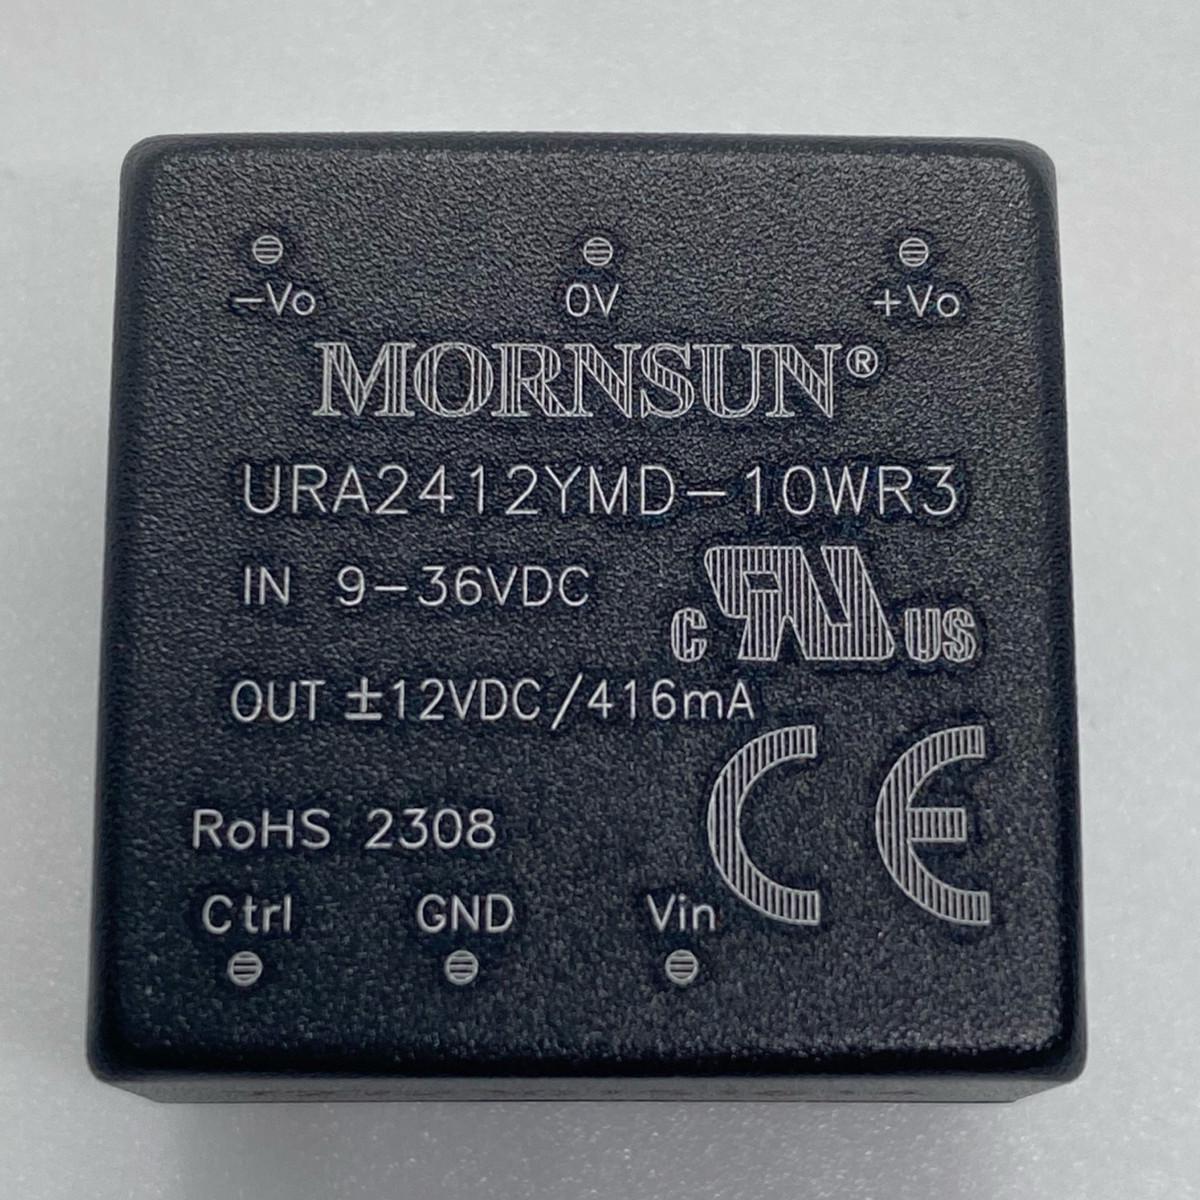 -Vo 0V +Vo
MORNSUN®
URA2412YMD-10WR3
IN 9-36VDC
c RU US
OUT ±12VDC/416mA
CE
RoHS 2308
Ctrl GND Vin